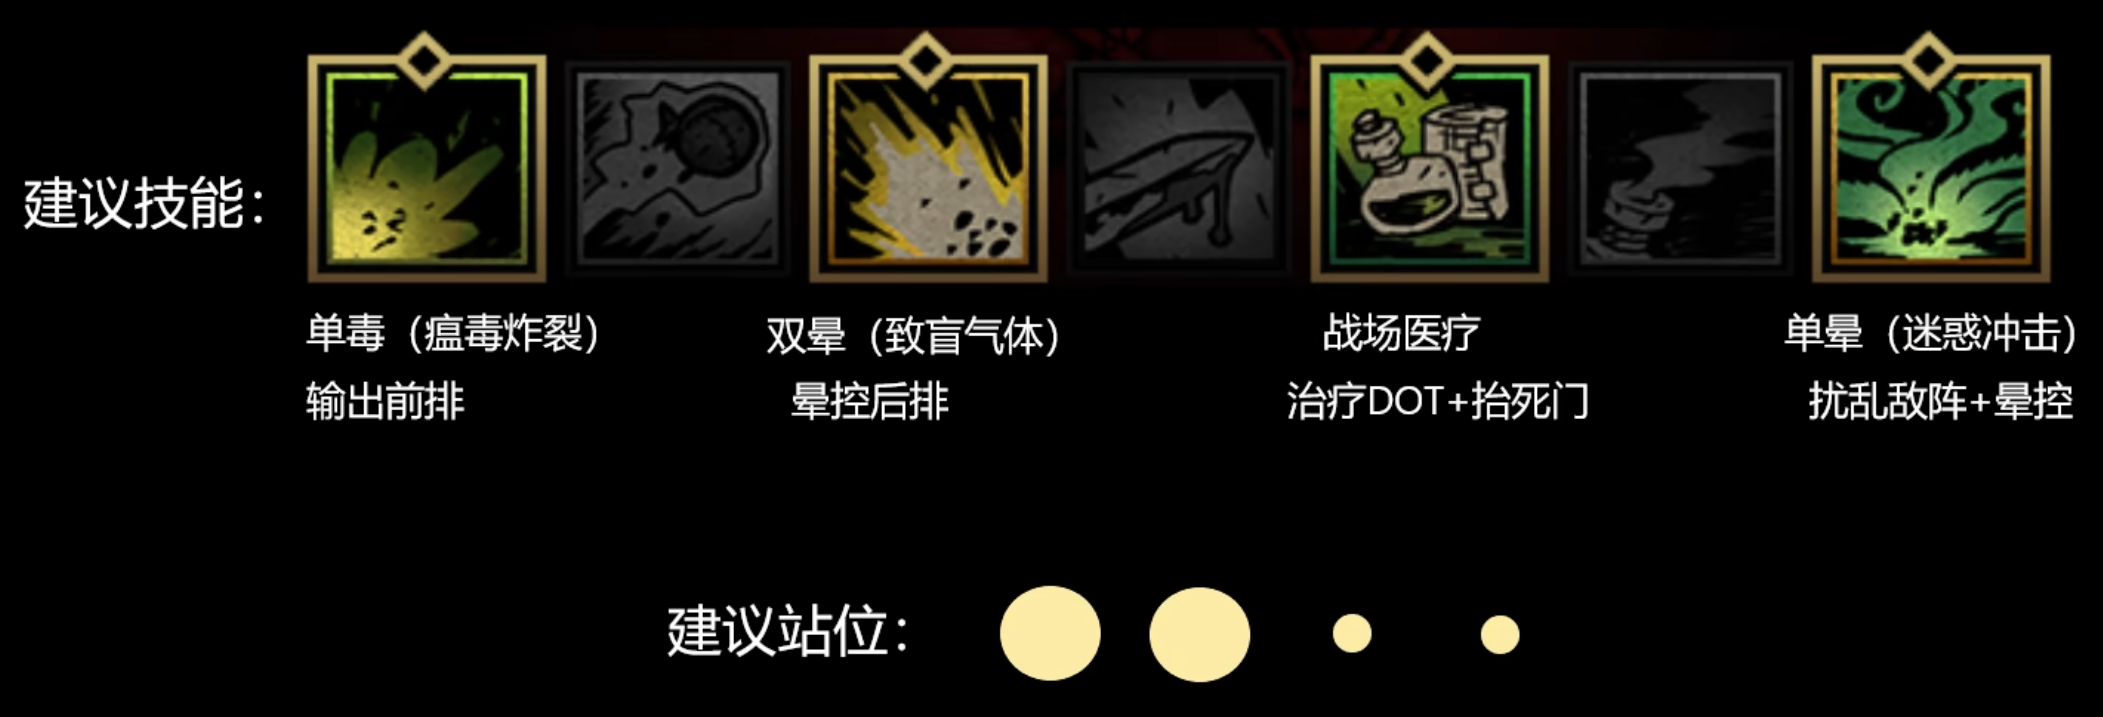 建议技能：
单毒（瘟毒炸裂）
双晕（致盲气体）
战场医疗
单晕（迷惑冲击）
输出前排
晕控后排
治疗DOT+抬死门
扰乱敌阵+晕控
建议站位：